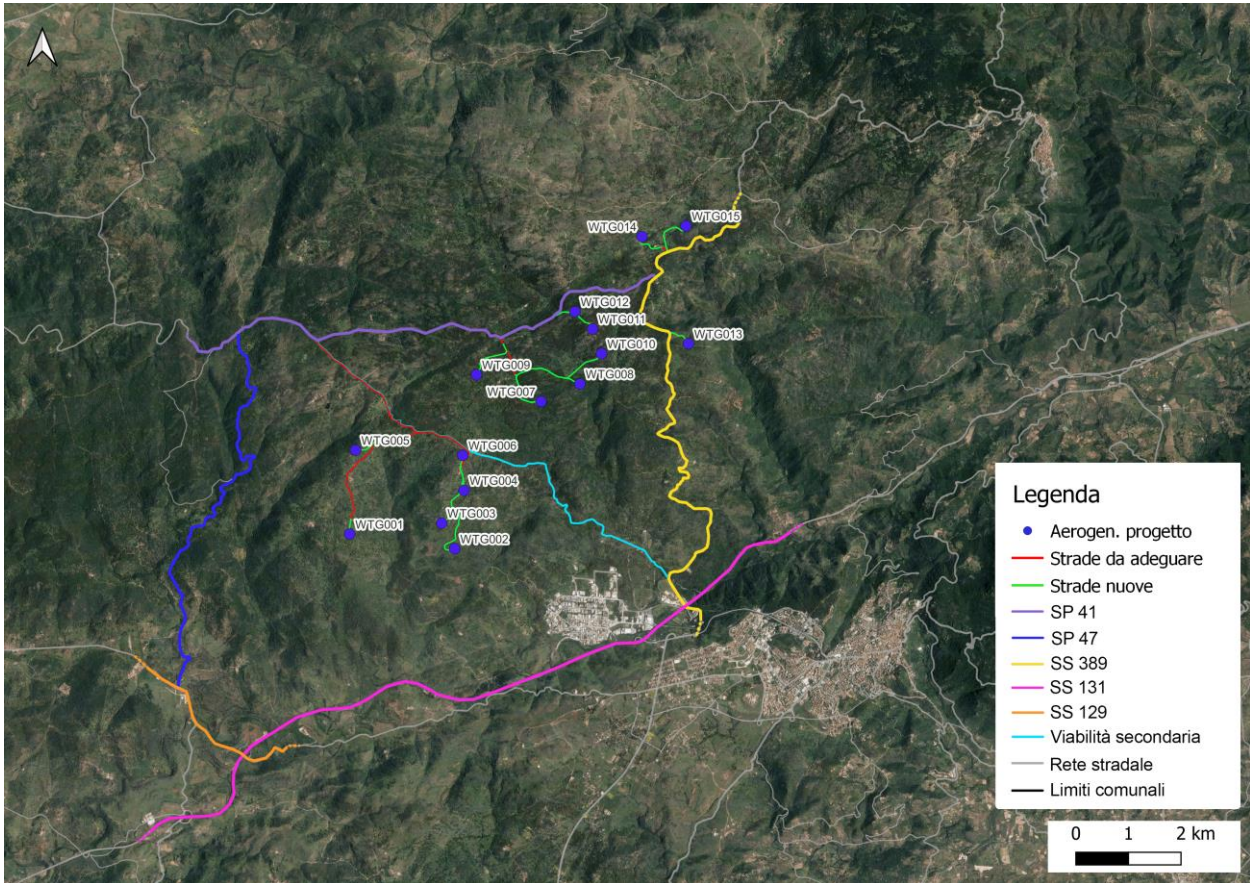 WTG015
WTG014
WTG012
WTG011
WTG013
WTG010
WTG009
WTG008
WTG007
WTG005
WTG006
WTG004
WTG003
WTG001
WTG002
Legenda
Aerogen. progetto
Strade da adeguare
Strade nuove
SP 41
SP 47
SS 389
SS 131
SS 129
Viabilità secondaria
Rete stradale
Limiti comunali
0 1 2 km